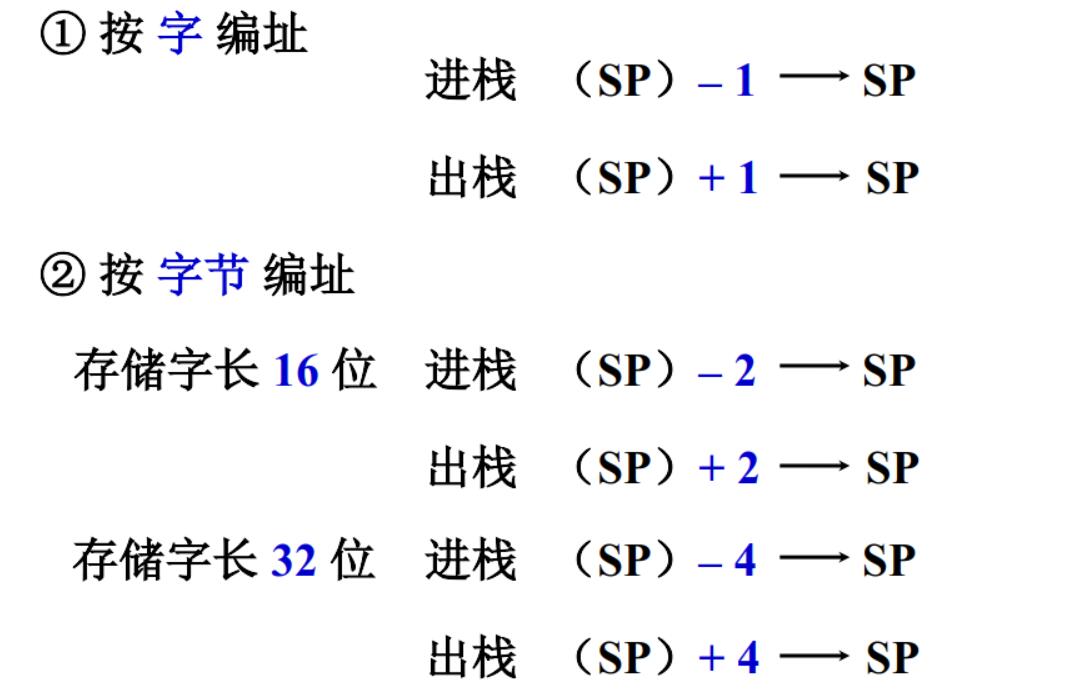 ① 按 字 编址
进栈 （SP）– 1 ⟶ SP
出栈 （SP）+ 1 ⟶ SP
② 按 字节 编址
存储字长 16 位 进栈 （SP）– 2 ⟶ SP
出栈 （SP）+ 2 ⟶ SP
存储字长 32 位 进栈 （SP）– 4 ⟶ SP
出栈 （SP）+ 4 ⟶ SP